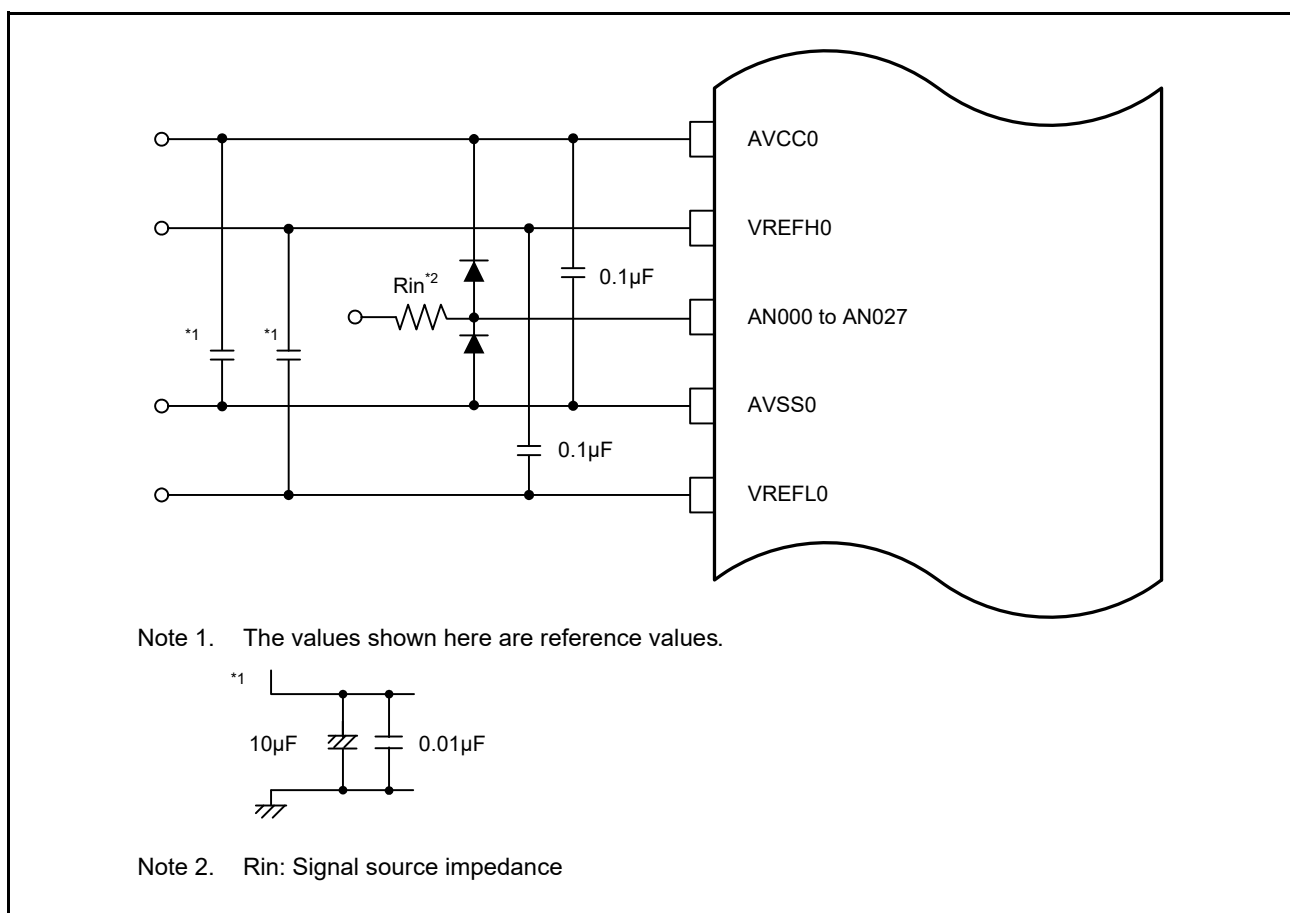 AVCC0
VREFH0
0.1µF
Rin*2
AN000 to AN027
*1 *1
AVSS0
0.1µF
VREFL0
Note 1. The values shown here are reference values.
*1
10µF 0.01µF
Note 2. Rin: Signal source impedance